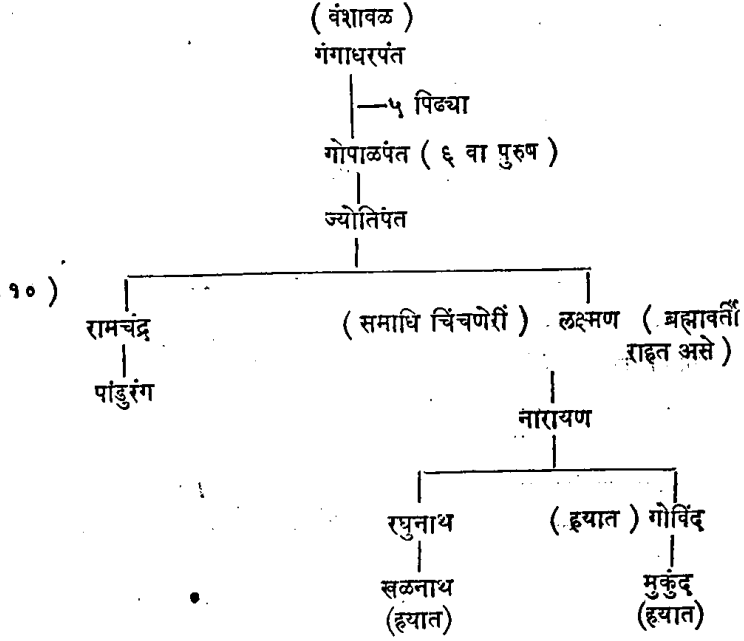 ( वंशावळ )
गंगाधरपंत
५ पिढ्या
गोपाळपंत ( ६ वा पुरुष )
ज्योतिपंत
१० )
रामचंद्र ( समाधि चिंचणेरीं ) लक्ष्मण ( ब्रह्मावर्तीं
राहत असे )
पांडुरंग
नारायण
रघुनाथ ( हयात ) गोविंद
खळनाथ मुकुंद
(हयात) (हयात)